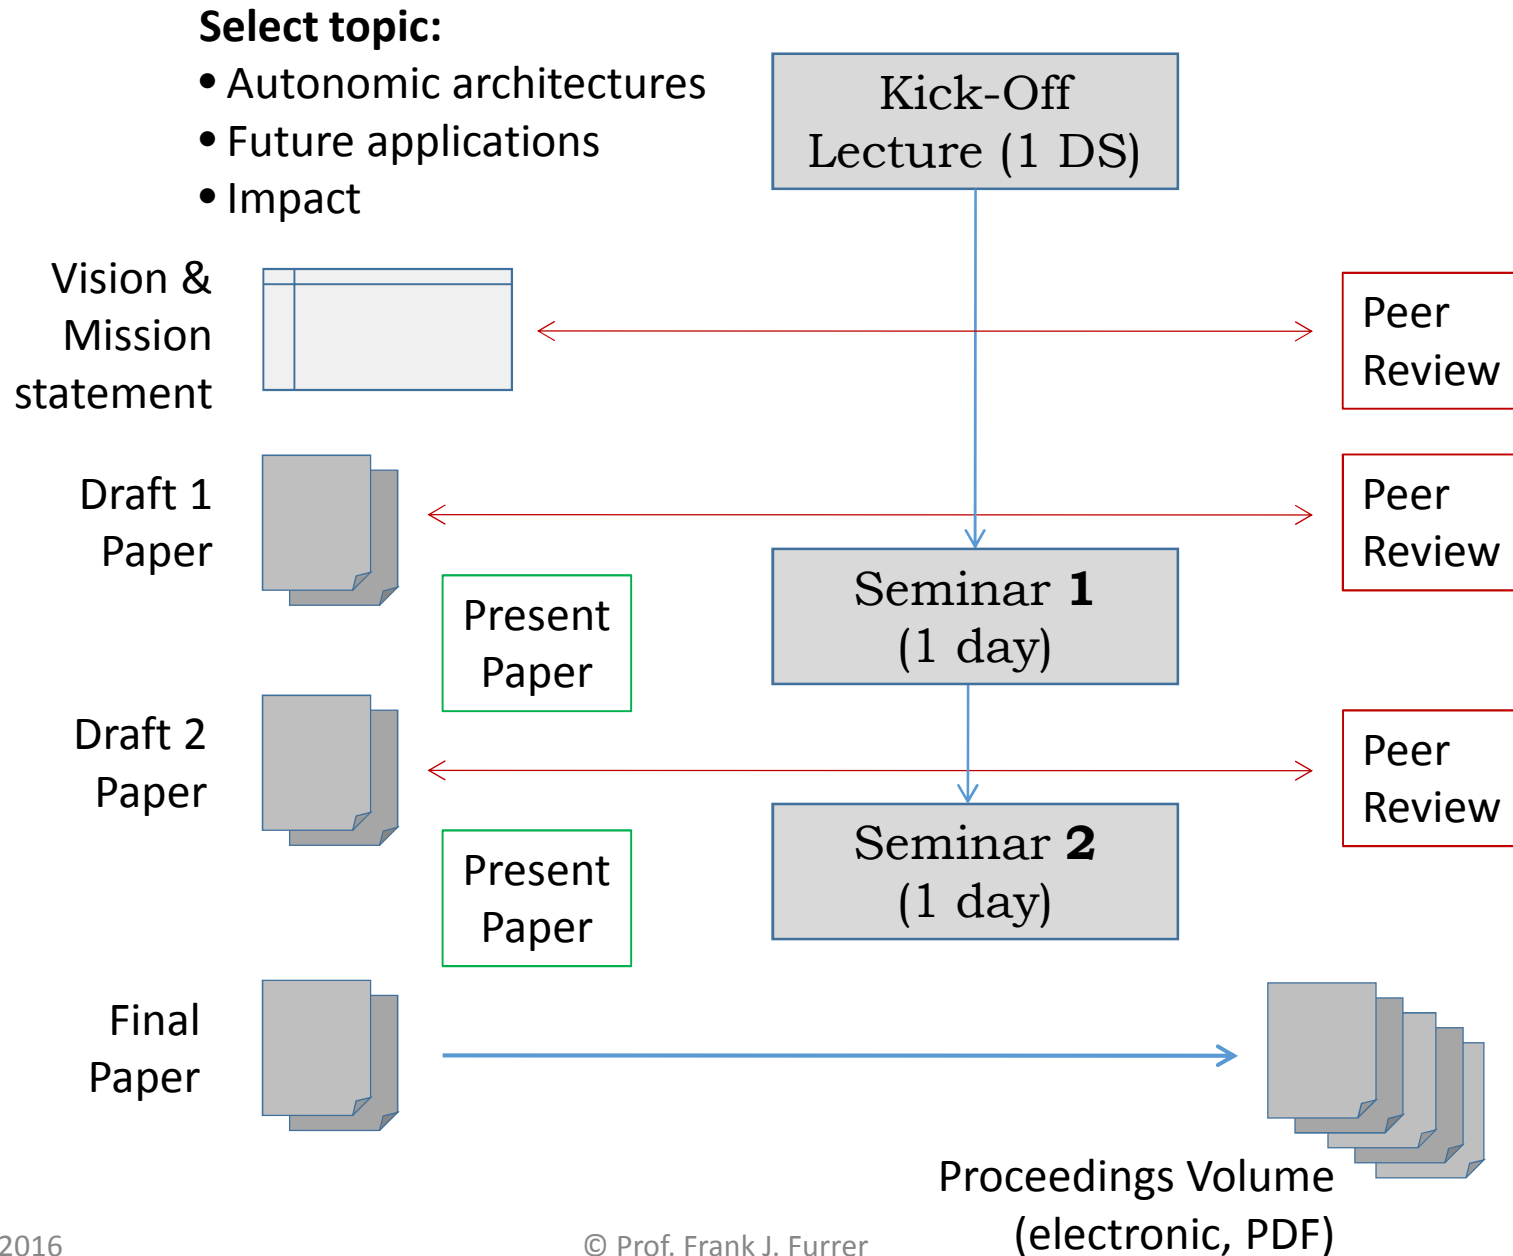 Select topic:
• Autonomic architectures
• Future applications
• Impact
Kick-Off
Lecture (1 DS)
Vision &
Mission
statement
Peer
Review
Draft 1
Paper
Peer
Review
Present
Paper
Seminar 1
(1 day)
Draft 2
Paper
Peer
Review
Present
Paper
Seminar 2
(1 day)
Final
Paper
Proceedings Volume
(electronic, PDF)
2016
© Prof. Frank J. Furrer